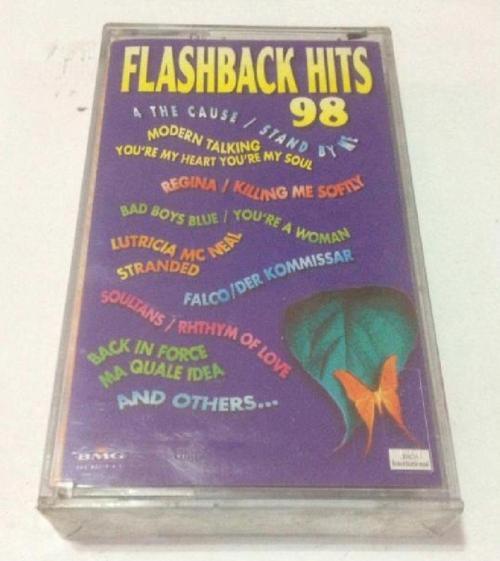 FLASHBACK HITS
98
4 THE CAUSE / STAND BY ME
MODERN TALKING
YOU'RE MY HEART YOU'RE MY SOUL
REGINA / KILLING ME SOFTLY
BAD BOYS BLUE / YOU'RE A WOMAN
LUTRICIA MC NEAL
STRANDED
FALCO/DER KOMMISSAR
SOULTANS / RHTHYM OF LOVE
BACK IN FORCE
MA QUALE IDEA
AND OTHERS...
BMG
International